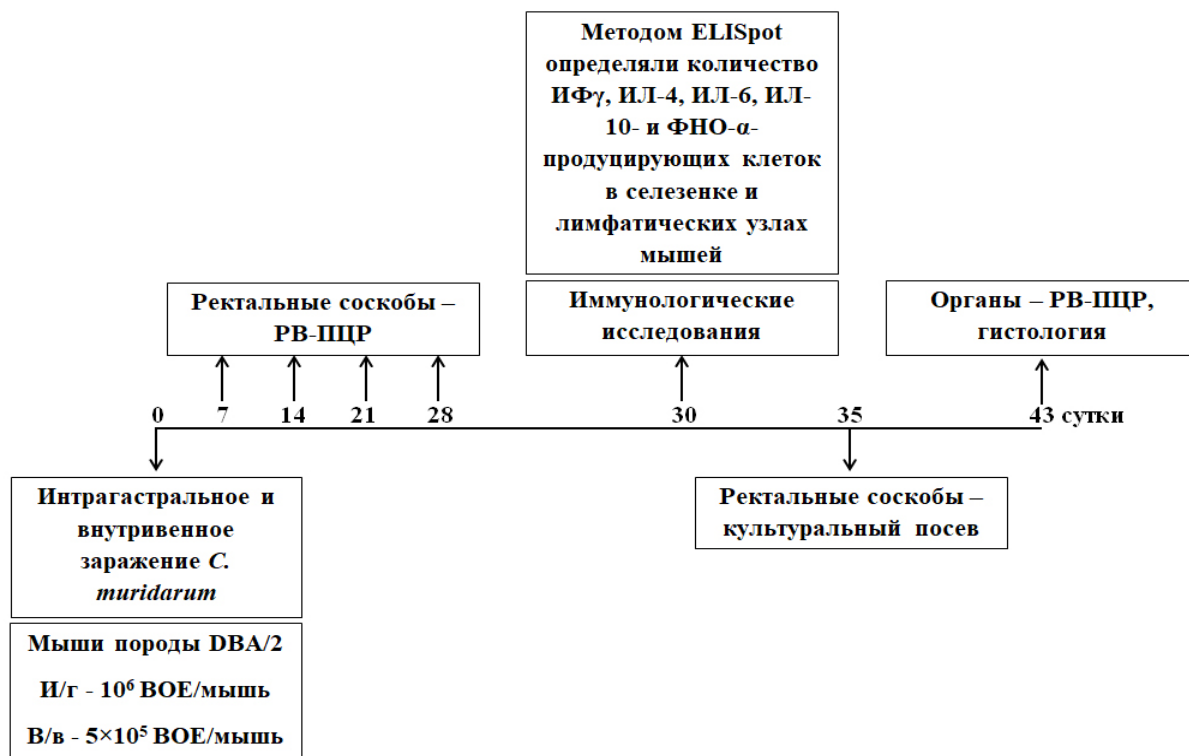 Методом ELISpot
определяли количество
ИФγ, ИЛ-4, ИЛ-6, ИЛ-
10- и ФНО-α-
продуцирующих клеток
в селезенке и
лимфатических узлах
мышей
Ректальные соскобы –
РВ-ПЦР
Иммунологические
исследования
Органы – РВ-ПЦР,
гистология
0 7 14 21 28 30 35 43 сутки
Интрагастральное и
внутривенное
заражение C.
muridarum
Ректальные соскобы –
культуральный посев
Мыши породы DBA/2
И/г - 10⁶ ВОЕ/мышь
В/в - 5×10⁵ ВОЕ/мышь